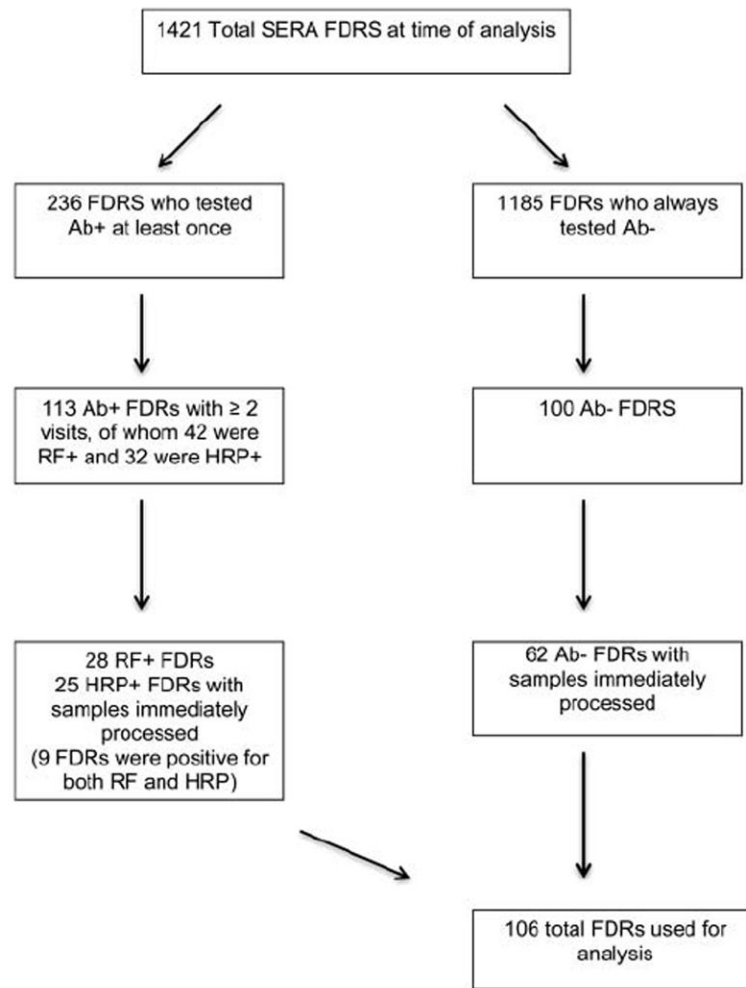 1421 Total SERA FDRS at time of analysis
236 FDRS who tested
Ab+ at least once
1185 FDRs who always
tested Ab-
113 Ab+ FDRs with ≥ 2
visits, of whom 42 were
RF+ and 32 were HRP+
100 Ab- FDRS
28 RF+ FDRs
25 HRP+ FDRs with
samples immediately
processed
(9 FDRs were positive for
both RF and HRP)
62 Ab- FDRs with
samples immediately
processed
106 total FDRs used for
analysis